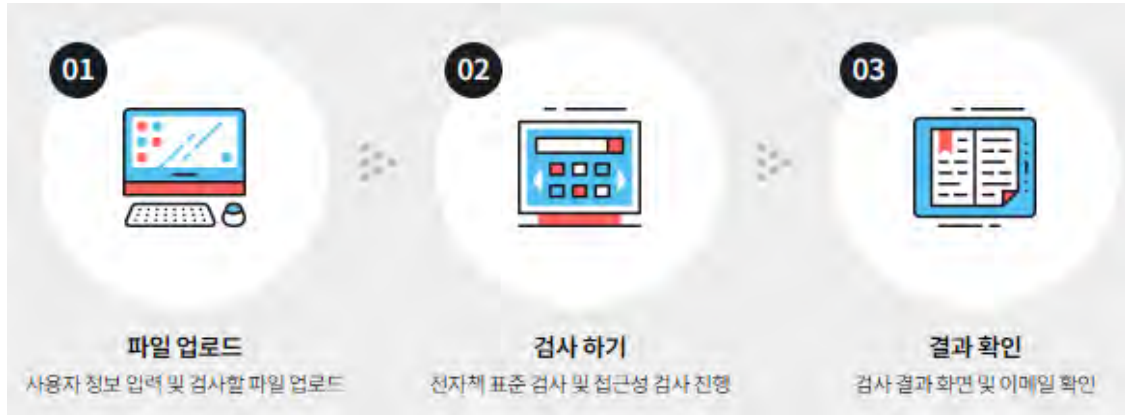 01
02
03
파일 업로드
사용자 정보 입력 및 검사할 파일 업로드
검사 하기
전자책 표준 검사 및 접근성 검사 진행
결과 확인
검사 결과 화면 및 이메일 확인